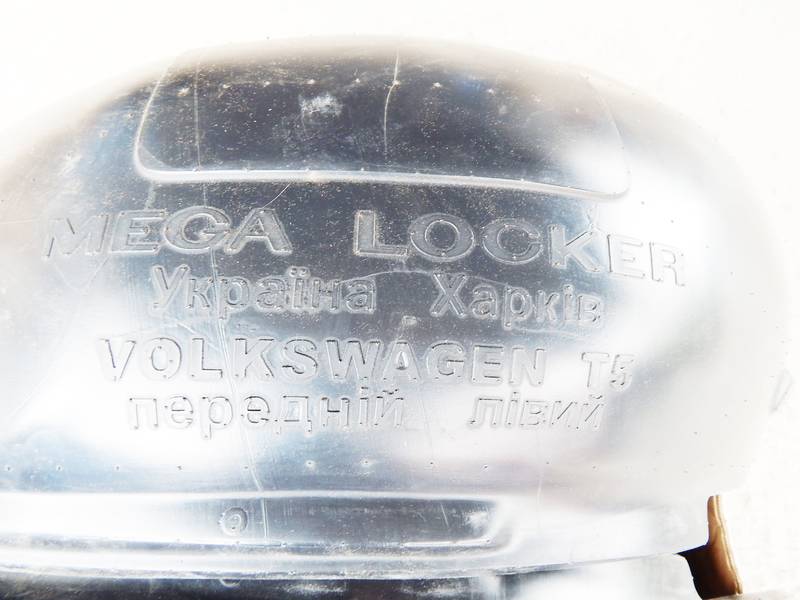 MEGA LOCKER
Україна Харків
VOLKSWAGEN T5
передній лівий